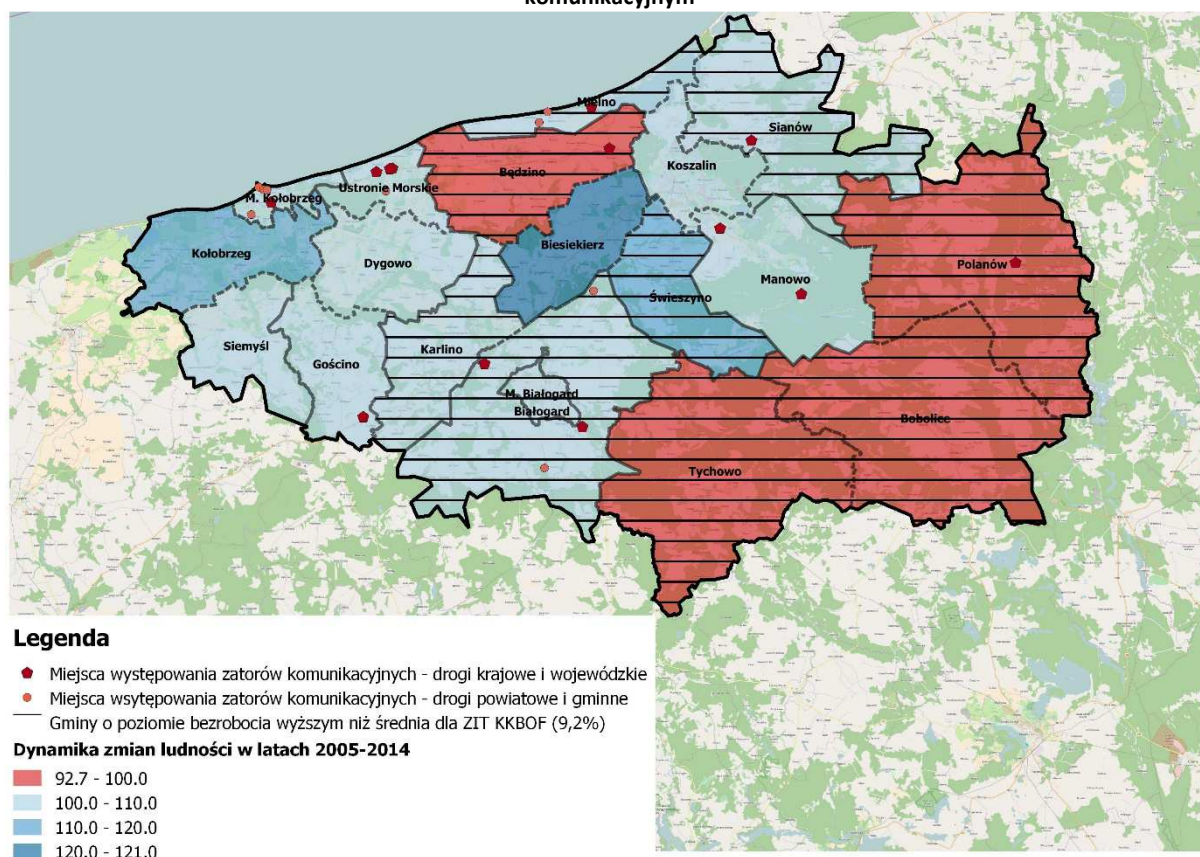 komunikacyjnym
Mielno
Sianów
Koszalin
Będzino
Ustronie Morskie
M. Kołobrzeg
Kołobrzeg
Dygowo
Biesiekierz
Manowo
Polanów
Świeszyno
Siemyśl
Gościno
Karlino
M. Białogard
Białogard
Bobolice
Tychowo
Legenda
Miejsca występowania zatorów komunikacyjnych - drogi krajowe i wojewódzkie
Miejsca wsytępowania zatorów komunikacyjnych - drogi powiatowe i gminne
Gminy o poziomie bezrobocia wyższym niż średnia dla ZIT KKBOF (9,2%)
Dynamika zmian ludności w latach 2005-2014
92.7 - 100.0
100.0 - 110.0
110.0 - 120.0
120.0 - 121.0